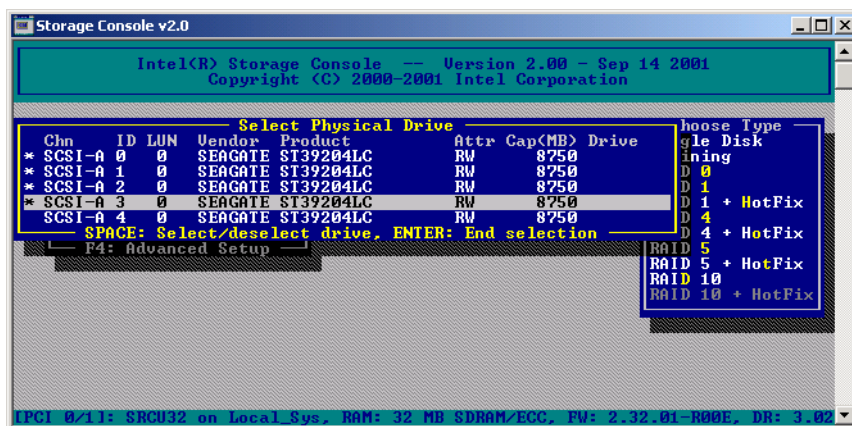 Storage Console v2.0
Intel(R) Storage Console -- Version 2.00 - Sep 14 2001
Copyright (C) 2000-2001 Intel Corporation
Select Physical Drive
Chn ID LUN Vendor Product Attr Cap(MB) Drive
* SCSI-A 0 0 SEAGATE ST39204LC RW 8750
* SCSI-A 1 0 SEAGATE ST39204LC RW 8750
* SCSI-A 2 0 SEAGATE ST39204LC RW 8750
* SCSI-A 3 0 SEAGATE ST39204LC RW 8750
SCSI-A 4 0 SEAGATE ST39204LC RW 8750
SPACE: Select/deselect drive, ENTER: End selection
F4: Advanced Setup
hoose Type
gle Disk
ining
D 0
D 1
D 1 + HotFix
D 4
D 4 + HotFix
RAID 5
RAID 5 + HotFix
RAID 10
RAID 10 + HotFix
[PCI 0/1]: SRCU32 on Local_Sys, RAM: 32 MB SDRAM/ECC, FW: 2.32.01-R00E, DR: 3.02